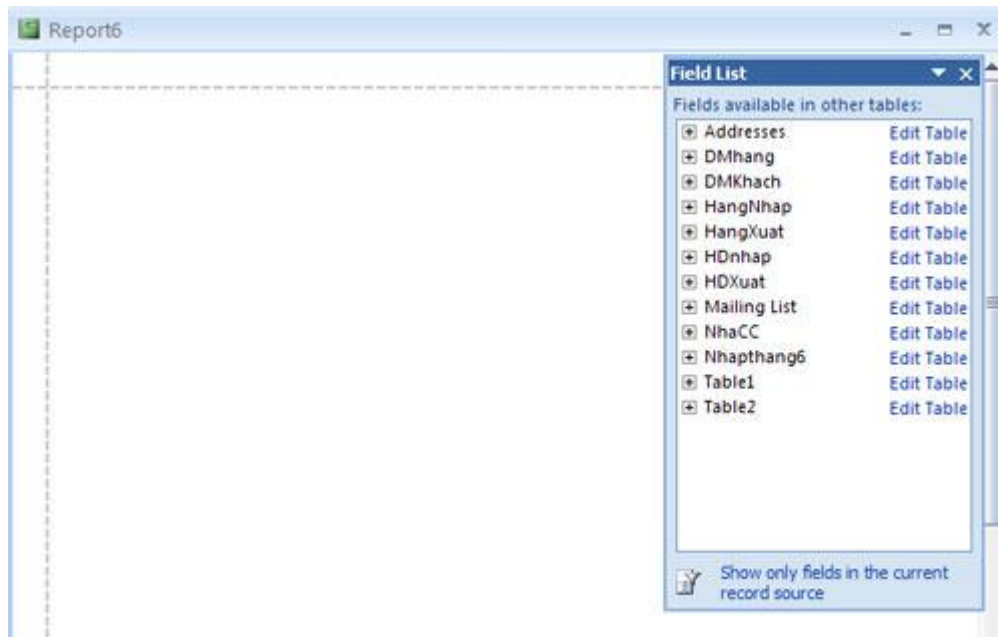 Report6
Field List
Fields available in other tables:
Addresses Edit Table
DMhang Edit Table
DMKhach Edit Table
HangNhap Edit Table
HangXuat Edit Table
HDnhap Edit Table
HDXuat Edit Table
Mailing List Edit Table
NhaCC Edit Table
Nhapthang6 Edit Table
Table1 Edit Table
Table2 Edit Table
Show only fields in the current
record source